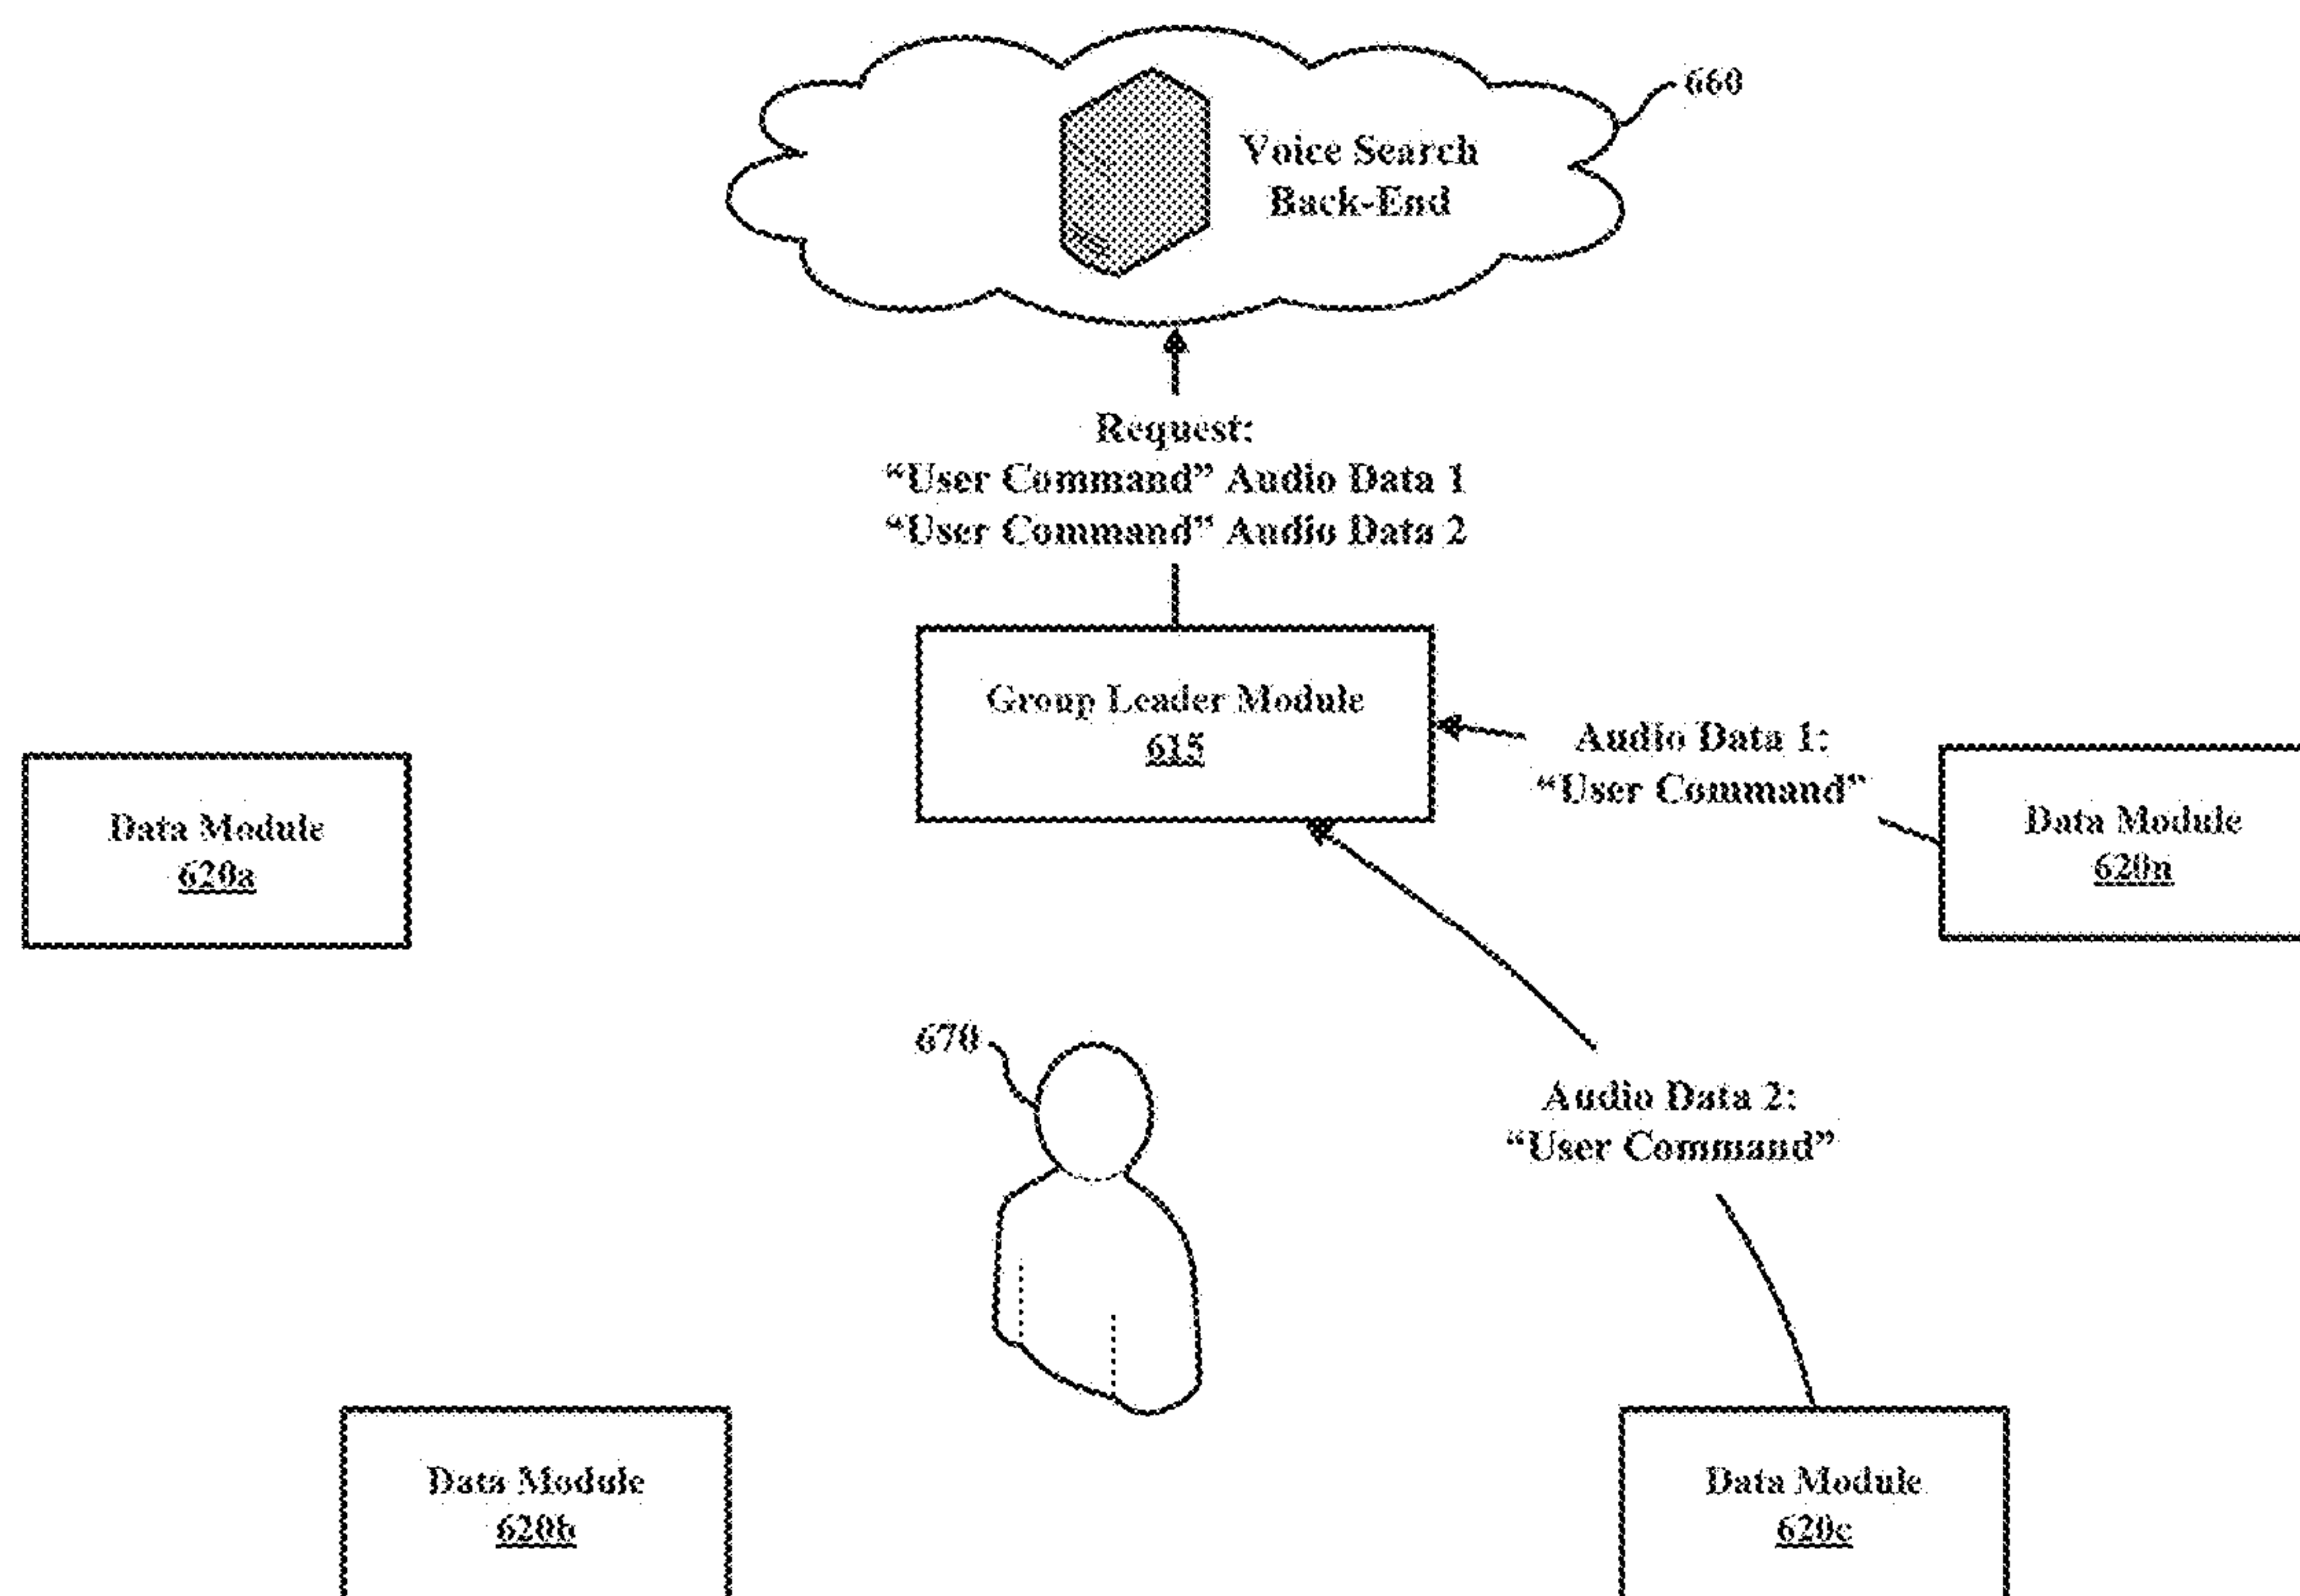 660
Voice Search
Back-End
Request:
“User Command” Audio Data 1
“User Command” Audio Data 2
Group Leader Module
615
Audio Data 1:
“User Command”
Data Module
620a
Data Module
620n
670
Audio Data 2:
“User Command”
Data Module
620b
Data Module
620c